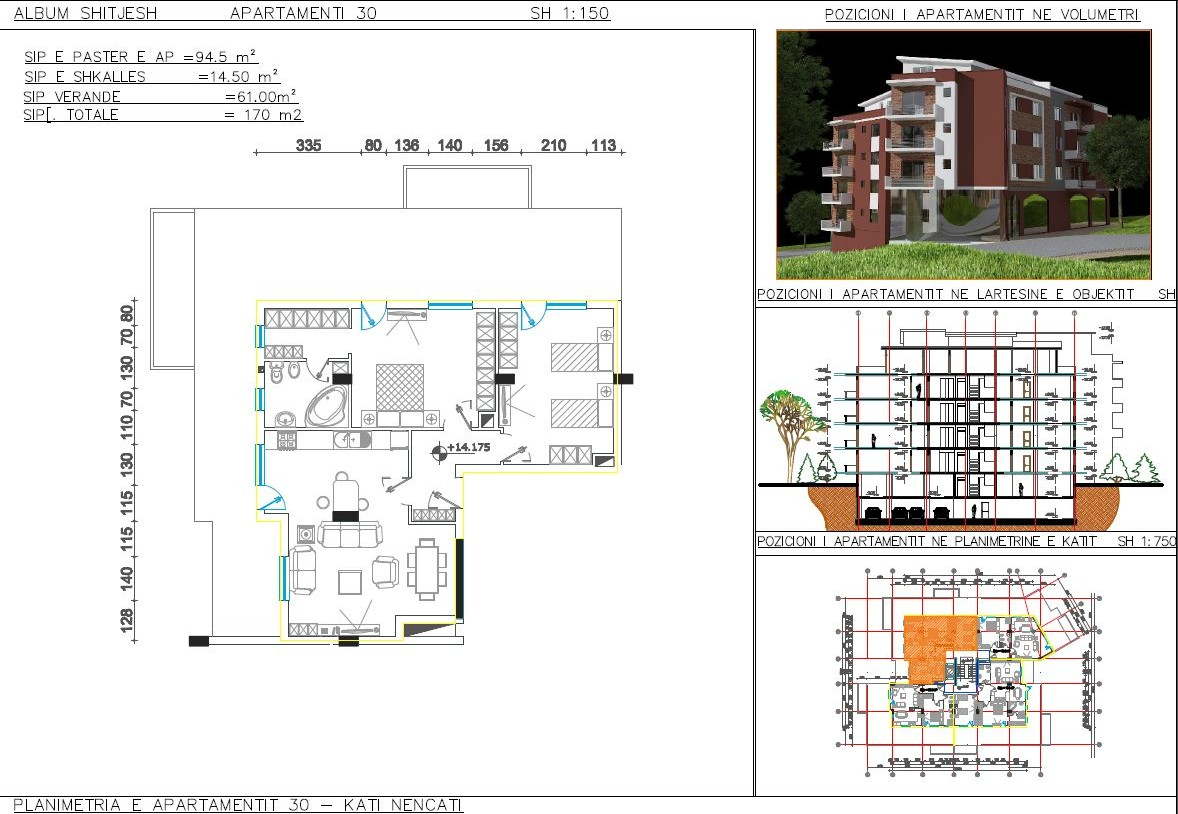 ALBUM SHITJESH APARTAMENTI 30 SH 1:150
SIP E PASTER E AP =94.5 m²
SIP E SHKALLES =14.50 m²
SIP VERANDE =61.00m²
SIP[. TOTALE = 170 m2
335 80 136 140 156 210 113
80
70
130
70
110
130
115
115
140
128
+14.175
PLANIMETRIA E APARTAMENTIT 30 – KATI NENCATI
POZICIONI I APARTAMENTIT NE VOLUMETRI
POZICIONI I APARTAMENTIT NE LARTESINE E OBJEKTIT SH
POZICIONI I APARTAMENTIT NE PLANIMETRINE E KATIT SH 1:750